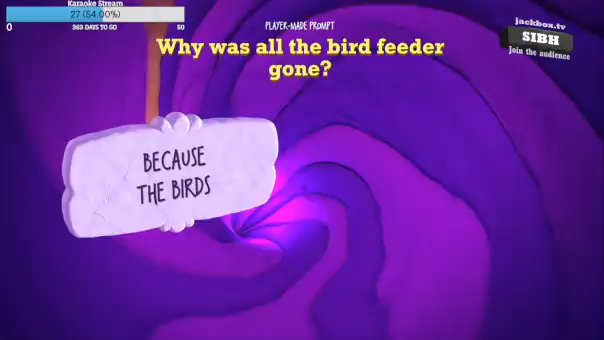 Karaoke Stream
27 (54.00%)
0 363 DAYS TO GO 50
PLAYER-MADE PROMPT
Why was all the bird feeder
gone?
jackbox.tv
SIBH
Join the audience
BECAUSE
THE BIRDS